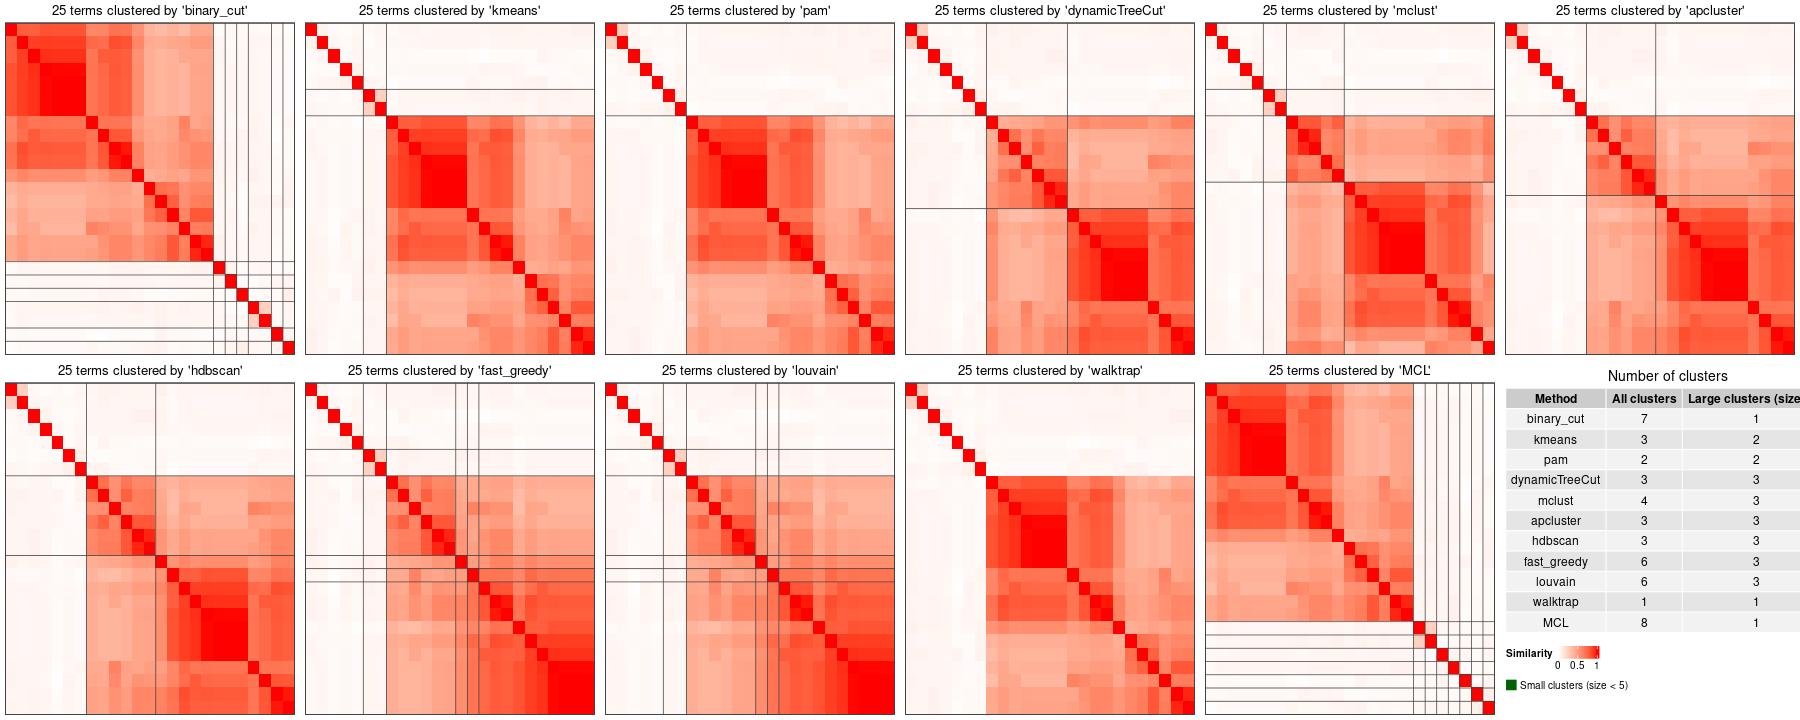 25 terms clustered by 'binary_cut'
25 terms clustered by 'kmeans'
25 terms clustered by 'pam'
25 terms clustered by 'dynamicTreeCut'
25 terms clustered by 'mclust'
25 terms clustered by 'apcluster'
25 terms clustered by 'hdbscan'
25 terms clustered by 'fast_greedy'
25 terms clustered by 'louvain'
25 terms clustered by 'walktrap'
25 terms clustered by 'MCL'
Number of clusters
Method All clusters Large clusters (size
binary_cut 7 1
kmeans 3 2
pam 2 2
dynamicTreeCut 3 3
mclust 4 3
apcluster 3 3
hdbscan 3 3
fast_greedy 6 3
louvain 6 3
walktrap 1 1
MCL 8 1
Similarity
0 0.5 1
Small clusters (size < 5)